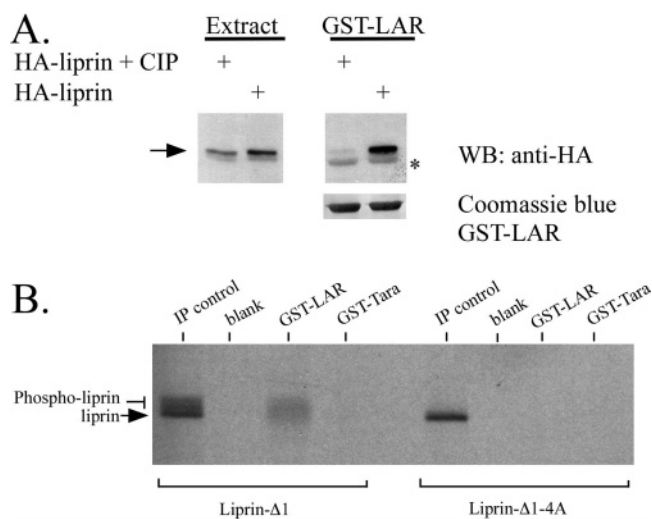 A.
Extract GST-LAR
HA-liprin + CIP + +
HA-liprin + +
WB: anti-HA
*
Coomassie blue
GST-LAR
B.
IP control blank GST-LAR GST-Tara IP control blank GST-LAR GST-Tara
Phospho-liprin
liprin
Liprin-Δ1 Liprin-Δ1-4A